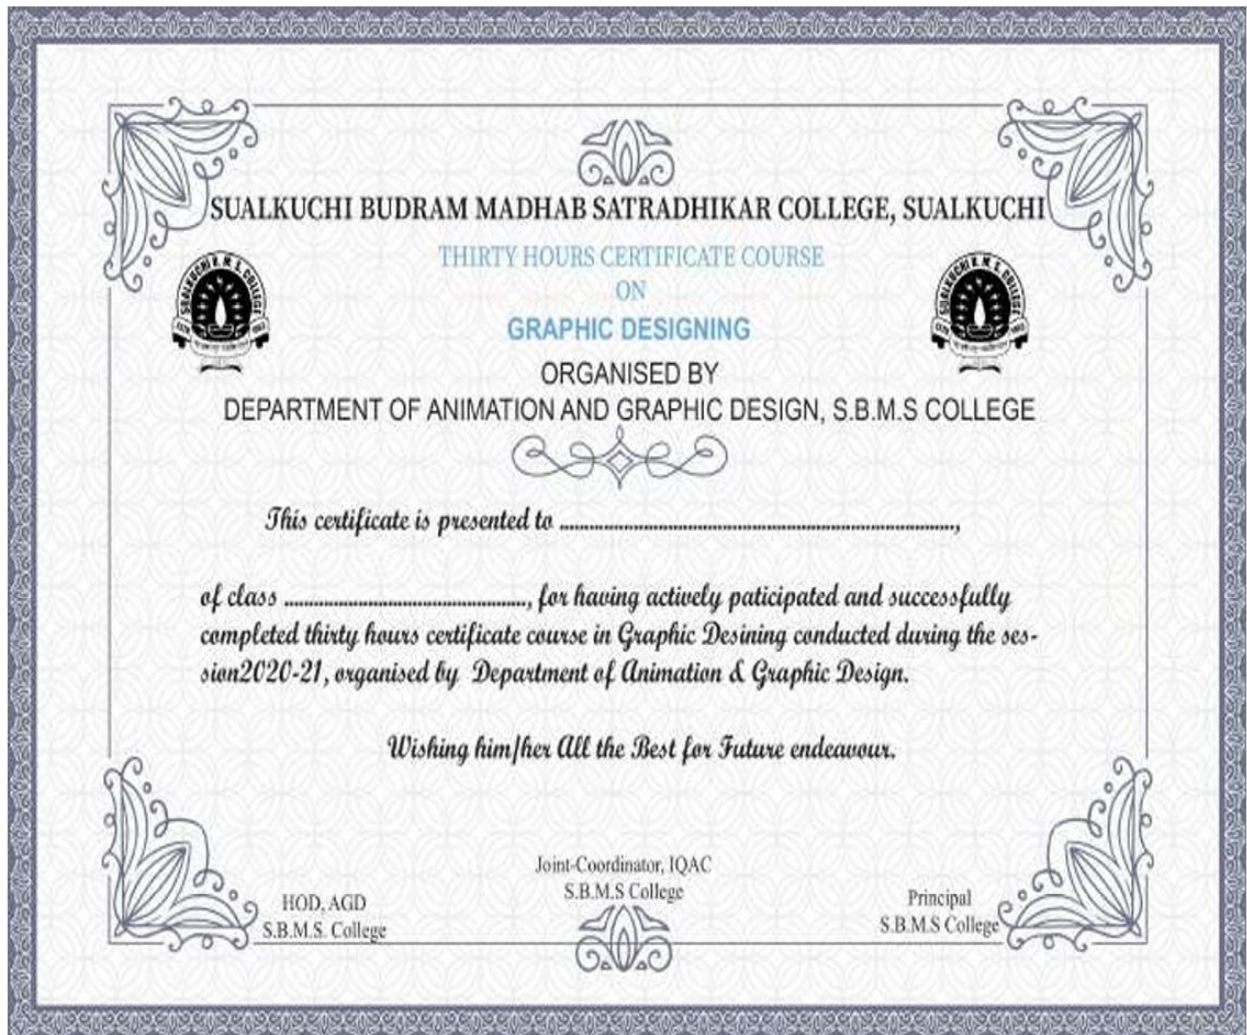 SUALKUCHI BUDRAM MADHAB SATRADHIKAR COLLEGE, SUALKUCHI
THIRTY HOURS CERTIFICATE COURSE
ON
GRAPHIC DESIGNING
ORGANISED BY
DEPARTMENT OF ANIMATION AND GRAPHIC DESIGN, S.B.M.S COLLEGE
This certificate is presented to ..............................................................................,
of class ................................................, for having actively paticipated and successfully
completed thirty hours certificate course in Graphic Desining conducted during the ses-
sion2020-21, organised by Department of Animation & Graphic Design.
Wishing him/her All the Best for Future endeavour.
Joint-Coordinator, IQAC
S.B.M.S College
HOD, AGD
S.B.M.S. College
Principal
S.B.M.S College